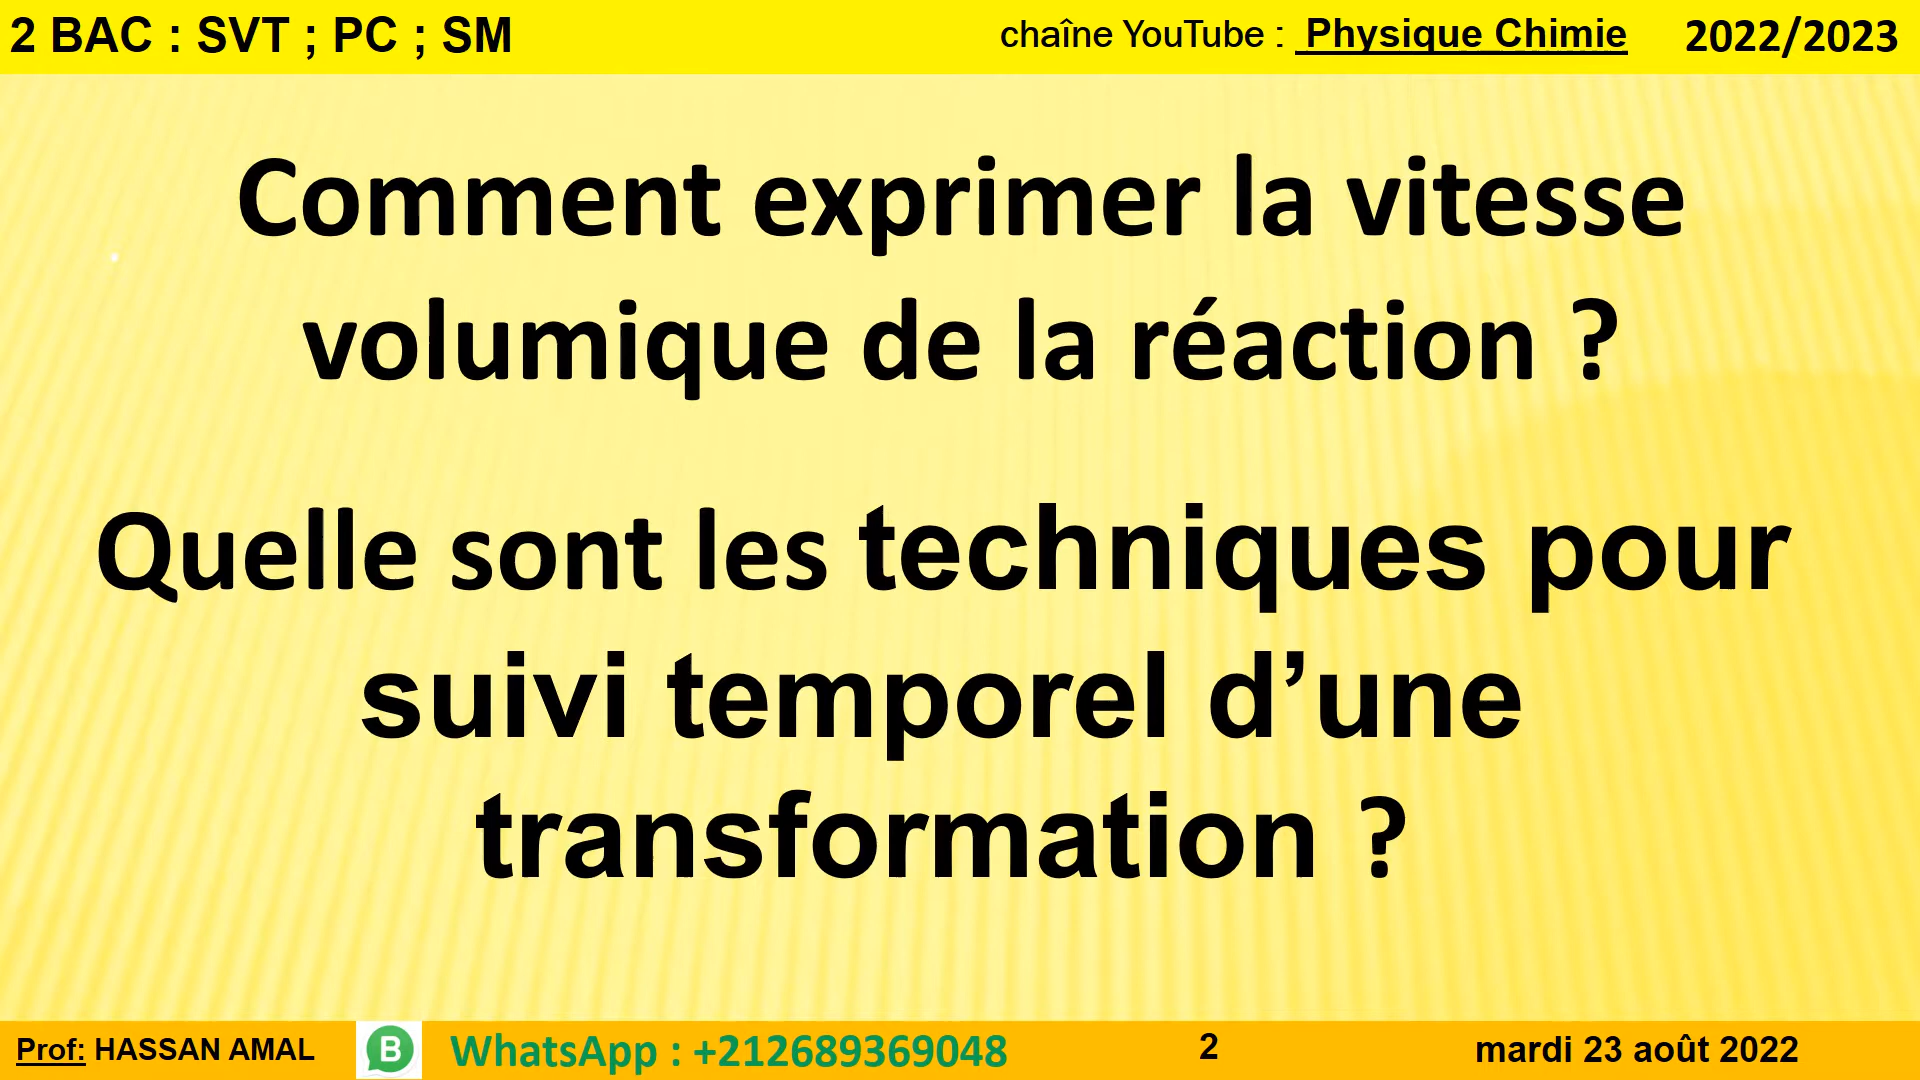 2 BAC : SVT ; PC ; SM
chaîne YouTube : Physique Chimie
2022/2023
Comment exprimer la vitesse
volumique de la réaction ?
Quelle sont les techniques pour
suivi temporel d’une
transformation ?
Prof: HASSAN AMAL
B
WhatsApp : +212689369048
2
mardi 23 août 2022